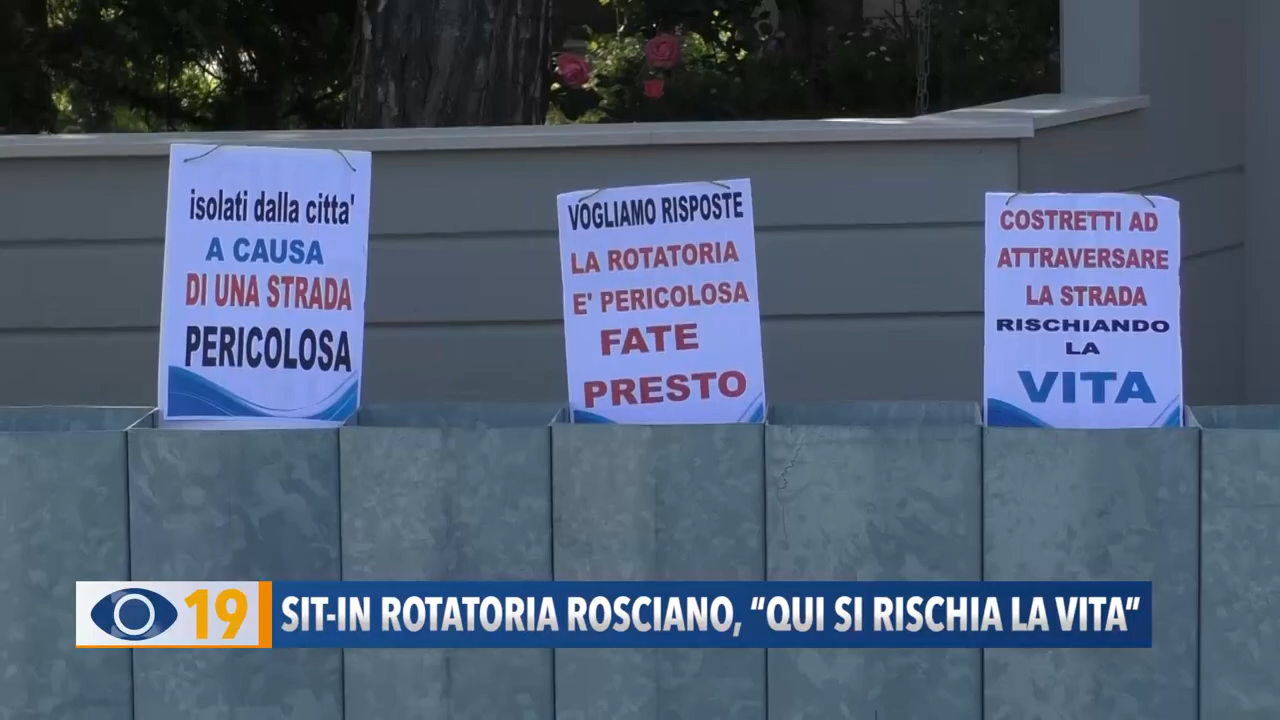 isolati dalla citta'
A CAUSA
DI UNA STRADA
PERICOLOSA
VOGLIAMO RISPOSTE
LA ROTATORIA
E' PERICOLOSA
FATE
PRESTO
COSTRETTI AD
ATTRAVERSARE
LA STRADA
RISCHIANDO
LA
VITA
19
SIT-IN ROTATORIA ROSCIANO, “QUI SI RISCHIA LA VITA“